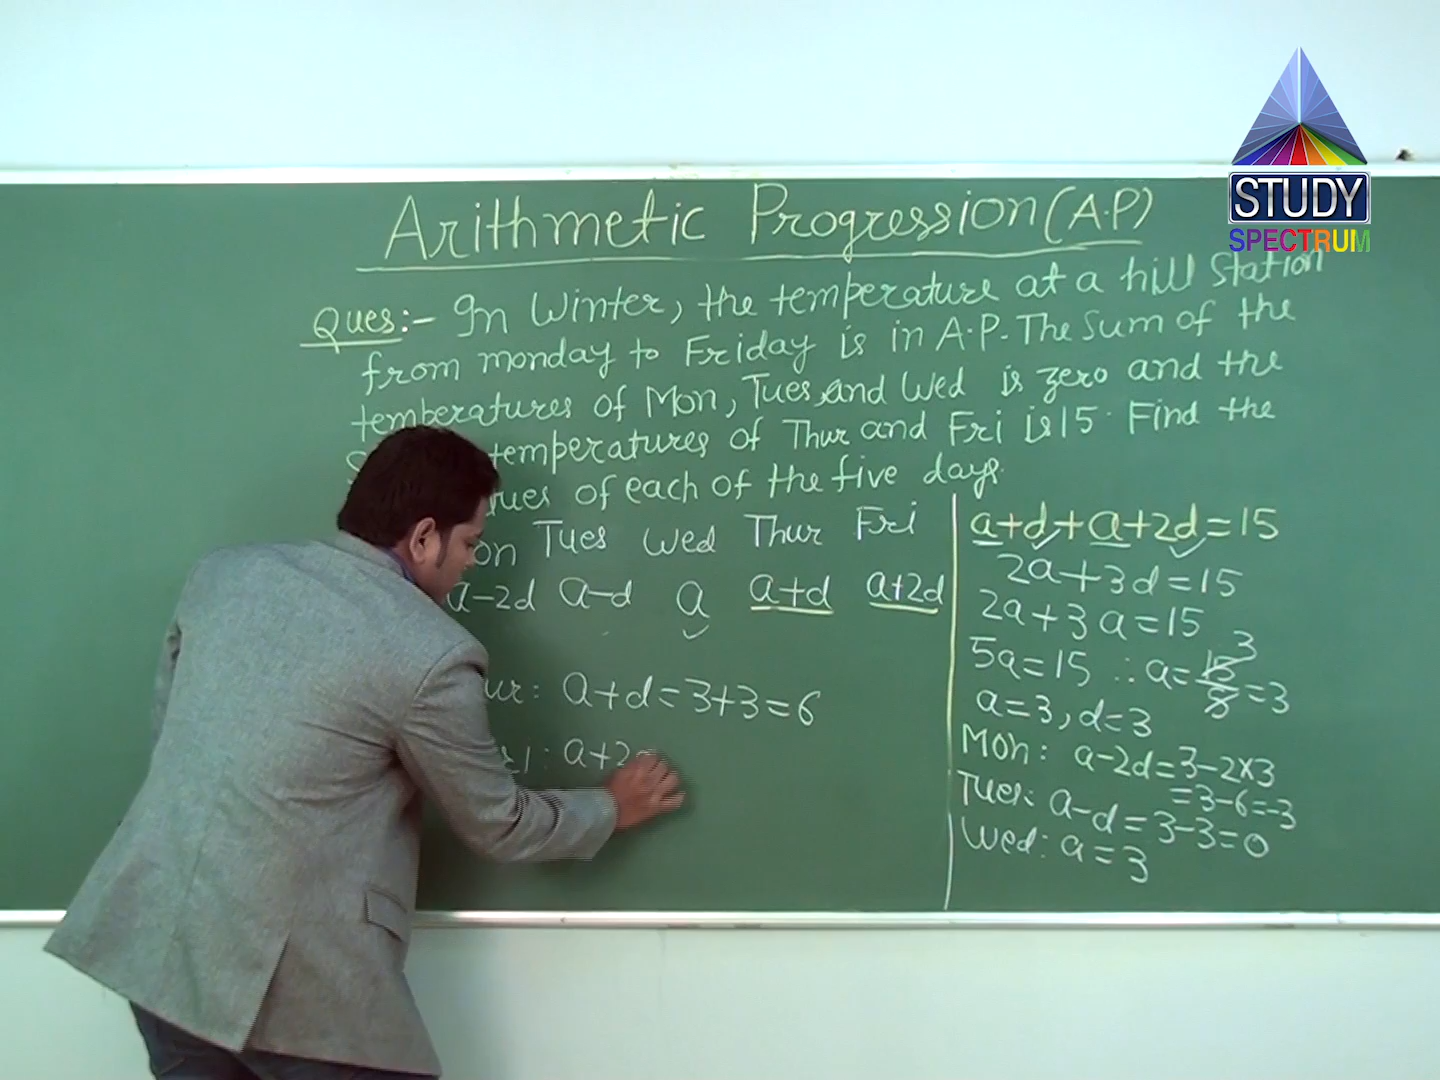 STUDY
SPECTRUM
Arithmetic Progression (A.P)
Ques:- In Winter, the temperature at a hill station
from monday to Friday is in A.P. The Sum of the
temperatures of Mon, Tues, and Wed is zero and the
temperatures of Thur and Fri is 15. Find the
of each of the five days.
Tues Wed Thur Fri
a-2d a-d a a+d a+2d
: a+d=3+3=6
: a+2
a+d+a+2d=15
2a+3d=15
2a+3a=15
5a=15 ∴a=15/5=3
3
a=3, d=3
Mon: a-2d=3-2×3
=3-6=-3
Tues: a-d=3-3=0
Wed: a=3